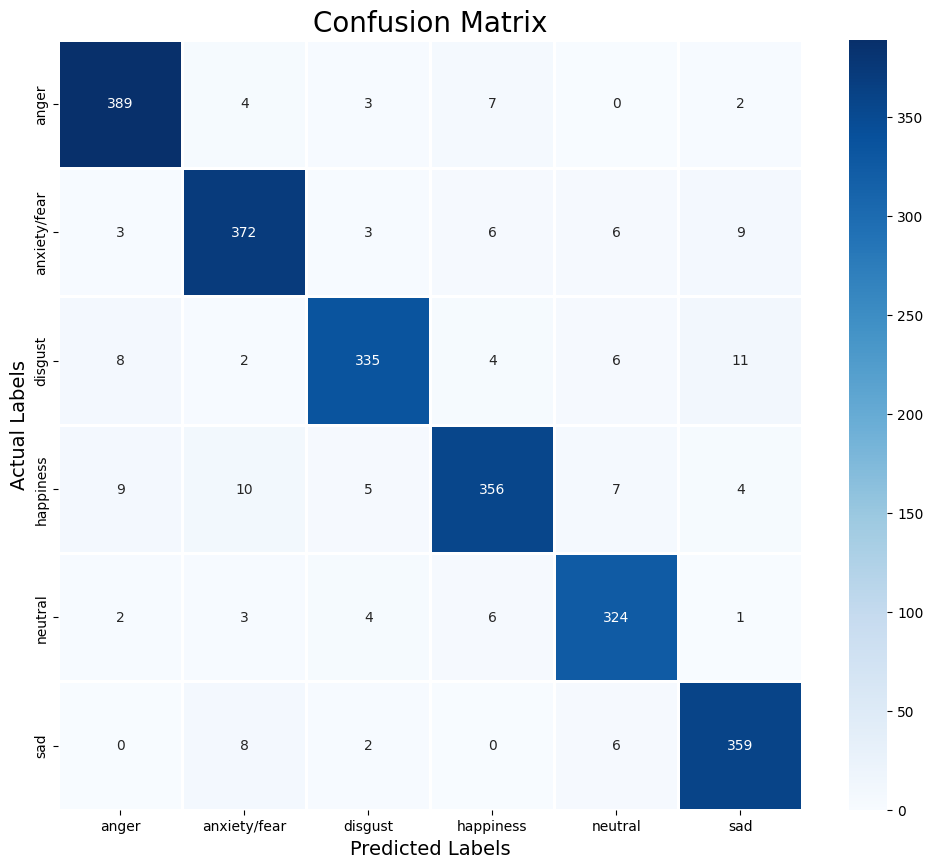 Confusion Matrix
Actual Labels
anger 389 4 3 7 0 2
anxiety/fear 3 372 3 6 6 9
disgust 8 2 335 4 6 11
happiness 9 10 5 356 7 4
neutral 2 3 4 6 324 1
sad 0 8 2 0 6 359
anger anxiety/fear disgust happiness neutral sad
Predicted Labels
350
300
250
200
150
100
50
0